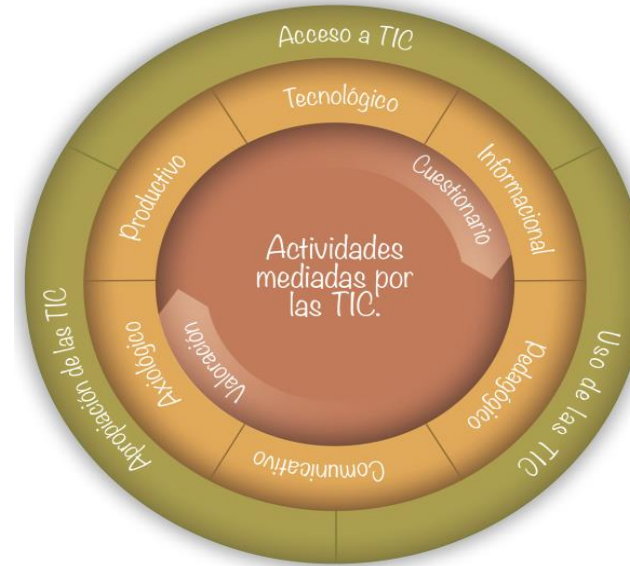 Acceso a TIC
Tecnológico
Productivo
Informacional
Cuestionario
Actividades
mediadas por
las TIC.
Valoración
Axiológico
Pedagógico
Comunicativo
Apropiación de las TIC
Uso de las TIC